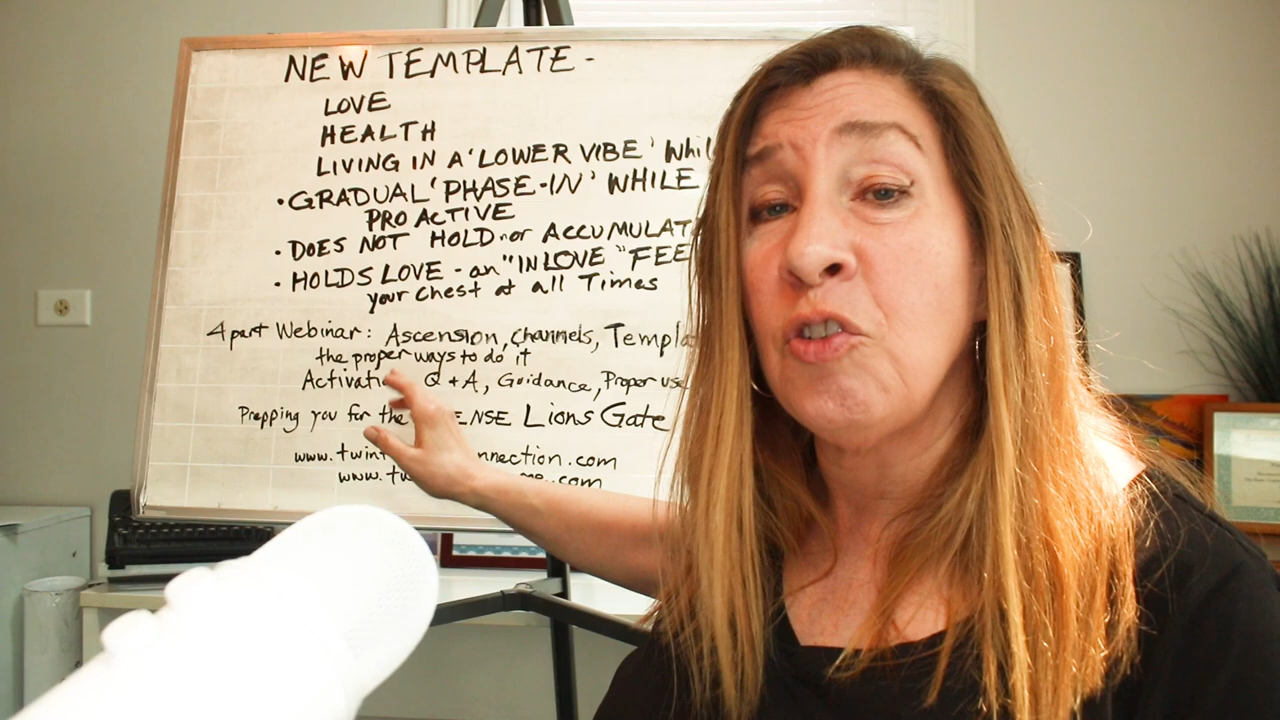 NEW TEMPLATE -
LOVE
HEALTH
LIVING IN A 'LOWER VIBE'
• GRADUAL 'PHASE-IN' WHILE
PROACTIVE
• DOES NOT HOLD or
• HOLDS LOVE - an "IN LOVE"
your chest at all Times
4 part Webinar: Ascension, Channels,
the proper ways to do it
Q + A, Guidance, Proper use
Prepping you for the Lions Gate